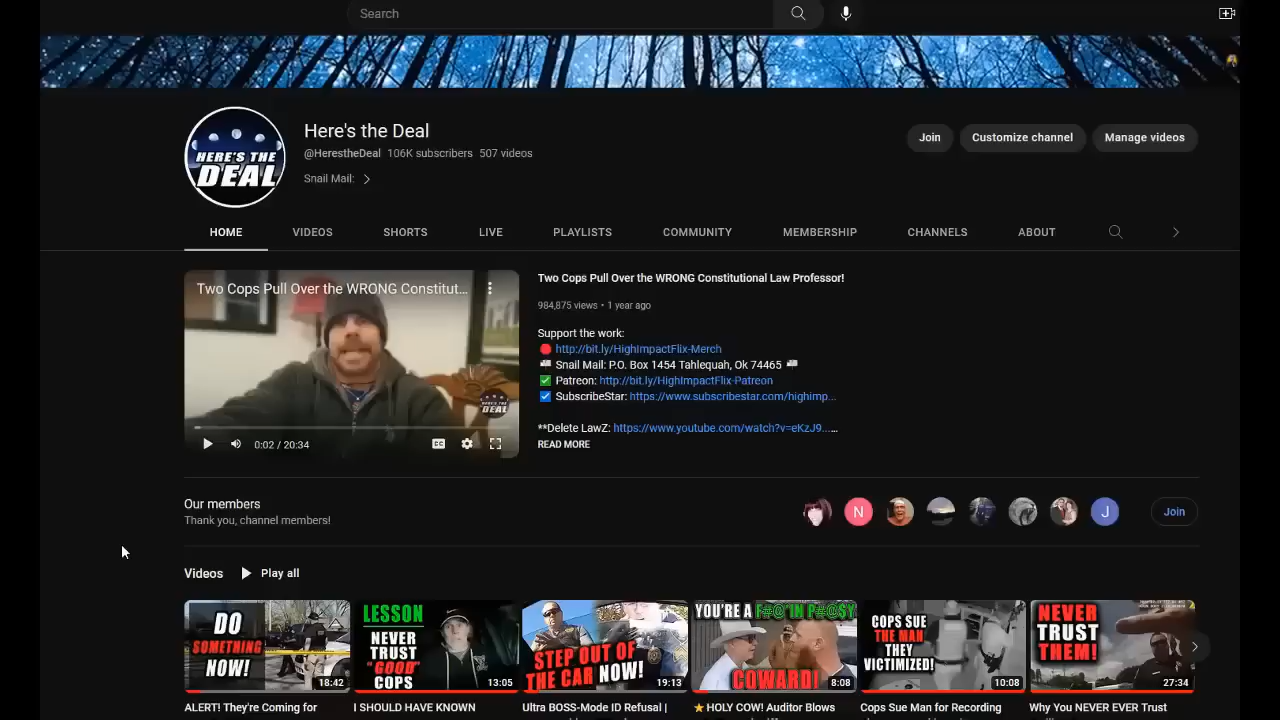 Search
HERE'S THE
DEAL
Here's the Deal
@HerestheDeal 106K subscribers 507 videos
Snail Mail:
Join
Customize channel
Manage videos
HOME
VIDEOS
SHORTS
LIVE
PLAYLISTS
COMMUNITY
MEMBERSHIP
CHANNELS
ABOUT
Two Cops Pull Over the WRONG Constitut...
HERE'S THE
DEAL
0:02 / 20:34
CC
Two Cops Pull Over the WRONG Constitutional Law Professor!
984,875 views • 1 year ago
Support the work:
http://bit.ly/HighImpactFlix-Merch
Snail Mail: P.O. Box 1454 Tahlequah, Ok 74465
Patreon: http://bit.ly/HighImpactFlix-Patreon
SubscribeStar: https://www.subscribestar.com/highimp...
**Delete LawZ: https://www.youtube.com/watch?v=eKzJ9...…
READ MORE
Our members
Thank you, channel members!
N
J
Join
Videos
Play all
DO
SOMETHING
NOW!
18:42
LESSON
NEVER
TRUST
"GOOD"
COPS
13:05
STEP OUT OF
THE CAR NOW!
19:13
YOU'RE A F#@*IN P#@$Y
COWARD!
8:08
COPS SUE
THE MAN
THEY
VICTIMIZED!
10:08
NEVER
TRUST
THEM!
27:34
ALERT! They're Coming for
I SHOULD HAVE KNOWN
Ultra BOSS-Mode ID Refusal |
HOLY COW! Auditor Blows
Cops Sue Man for Recording
Why You NEVER EVER Trust